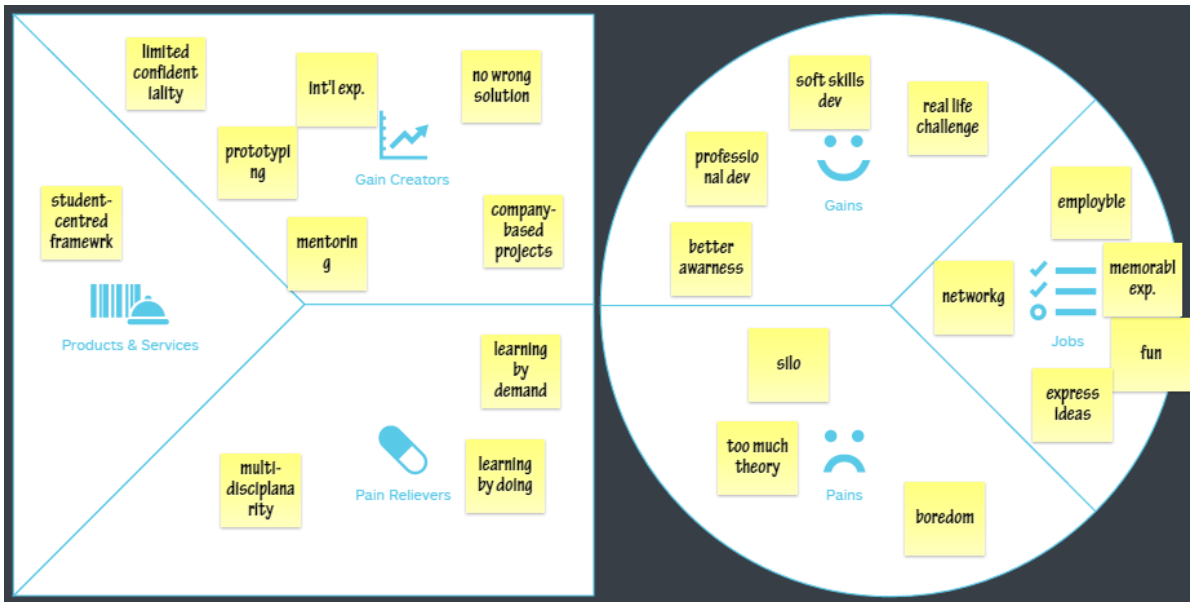 limited
confident
iality
int'l exp.
no wrong
solution
prototypi
ng
Gain Creators
student-
centred
framewrk
mentorin
g
company-
based
projects
Products & Services
learning
by
demand
multi-
disciplana
rity
Pain Relievers
learning
by doing
soft skills
dev
real life
challenge
professio
nal dev
Gains
better
awarness
employble
networkg
memorabl
exp.
Jobs
fun
express
ideas
silo
too much
theory
Pains
boredom